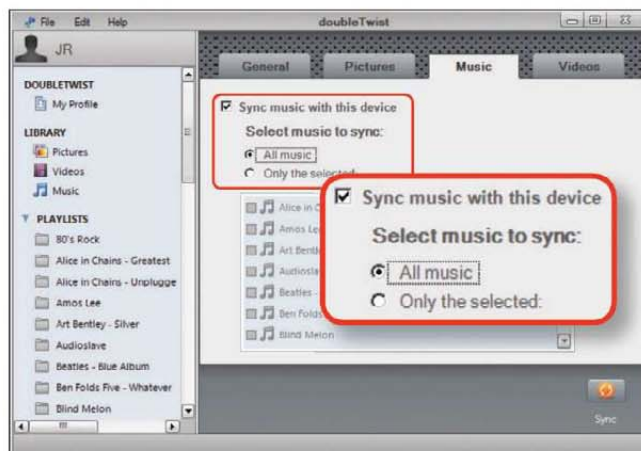 File Edit Help
doubleTwist
JR
General
Pictures
Music
Videos
DOUBLETWIST
My Profile
LIBRARY
Pictures
Videos
Music
PLAYLISTS
80's Rock
Alice in Chains - Greatest
Alice in Chains - Unplugge
Amos Lee
Art Bentley - Silver
Audioslave
Beatles - Blue Album
Ben Folds Five - Whatever
Blind Melon
Sync music with this device
Select music to sync:
All music
Only the selected:
Alice in C
Amos Lee
Art Bentle
Audioslav
Beatles -
Ben Folds
Blind Melon
Sync music with this device
Select music to sync:
All music
Only the selected:
Sync